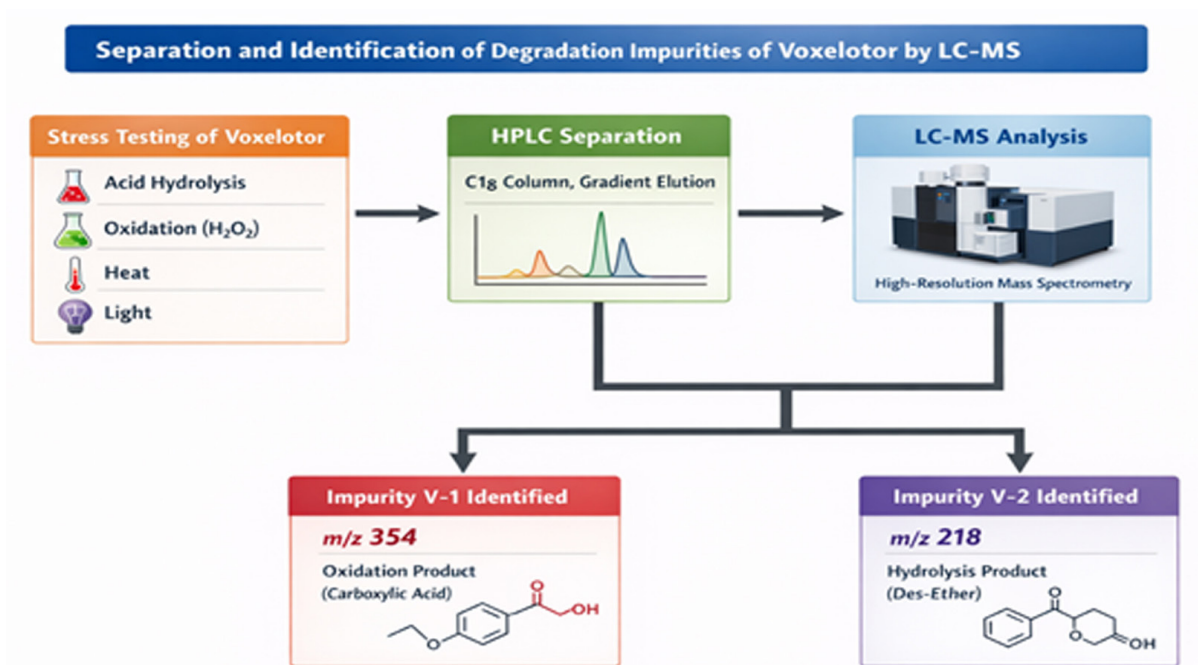 Separation and Identification of Degradation Impurities of Voxelotor by LC-MS
Stress Testing of Voxelotor
Acid Hydrolysis
Oxidation (H₂O₂)
Heat
Light
HPLC Separation
C18 Column, Gradient Elution
LC-MS Analysis
High-Resolution Mass Spectrometry
Impurity V-1 Identified
m/z 354
Oxidation Product
(Carboxylic Acid)
O
OH
O
Impurity V-2 Identified
m/z 218
Hydrolysis Product
(Des-Ether)
O
O
OH